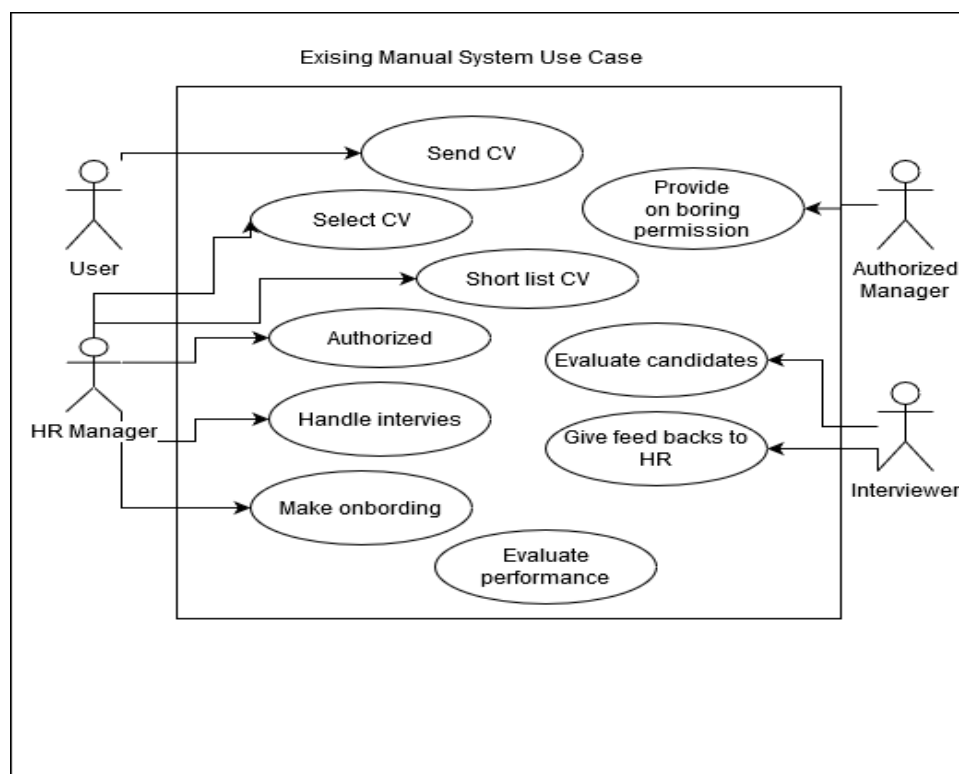 Exising Manual System Use Case
Send CV
Provide
on boring
permission
Select CV
User
Authorized
Manager
Short list CV
Authorized
Evaluate candidates
HR Manager
Handle intervies
Give feed backs to
HR
Interviewer
Make onbording
Evaluate
performance